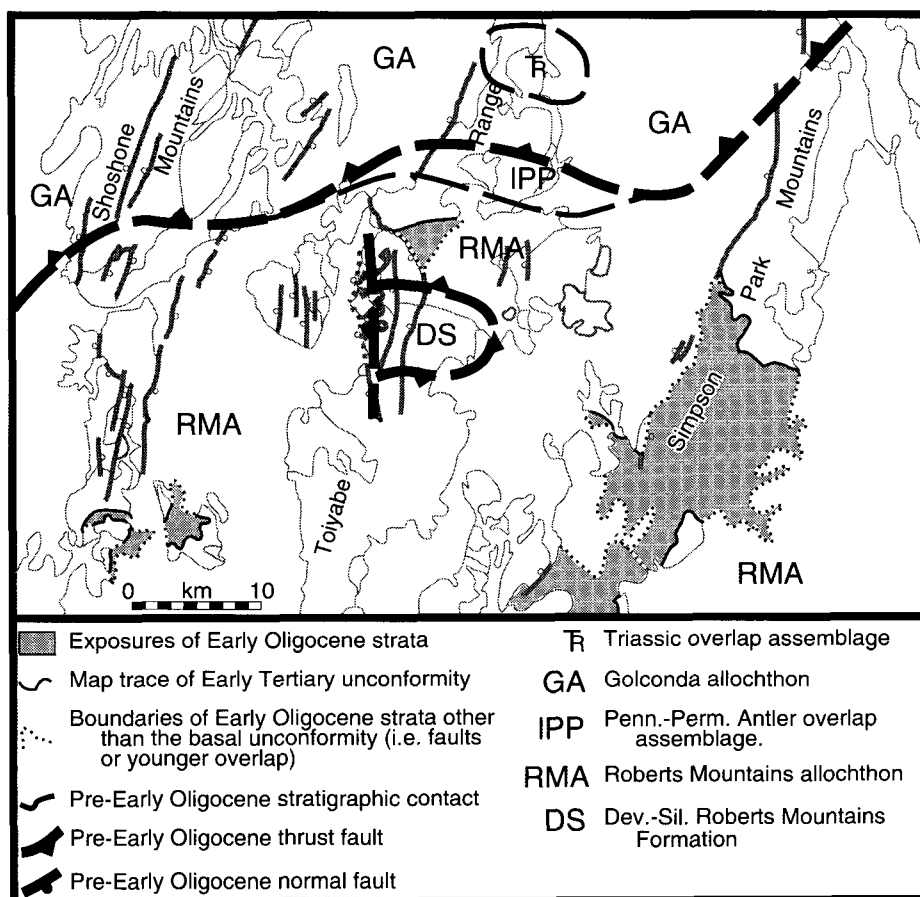 GA
TR
Shoshone
Mountains
Range
GA
Mountains
GA
IPP
RMA
Park
DS
Simpson
RMA
Toiyabe
0 km 10
RMA
Exposures of Early Oligocene strata
Map trace of Early Tertiary unconformity
Boundaries of Early Oligocene strata other
than the basal unconformity (i.e. faults
or younger overlap)
Pre-Early Oligocene stratigraphic contact
Pre-Early Oligocene thrust fault
Pre-Early Oligocene normal fault
TR Triassic overlap assemblage
GA Golconda allochthon
IPP Penn.-Perm. Antler overlap
assemblage.
RMA Roberts Mountains allochthon
DS Dev.-Sil. Roberts Mountains
Formation